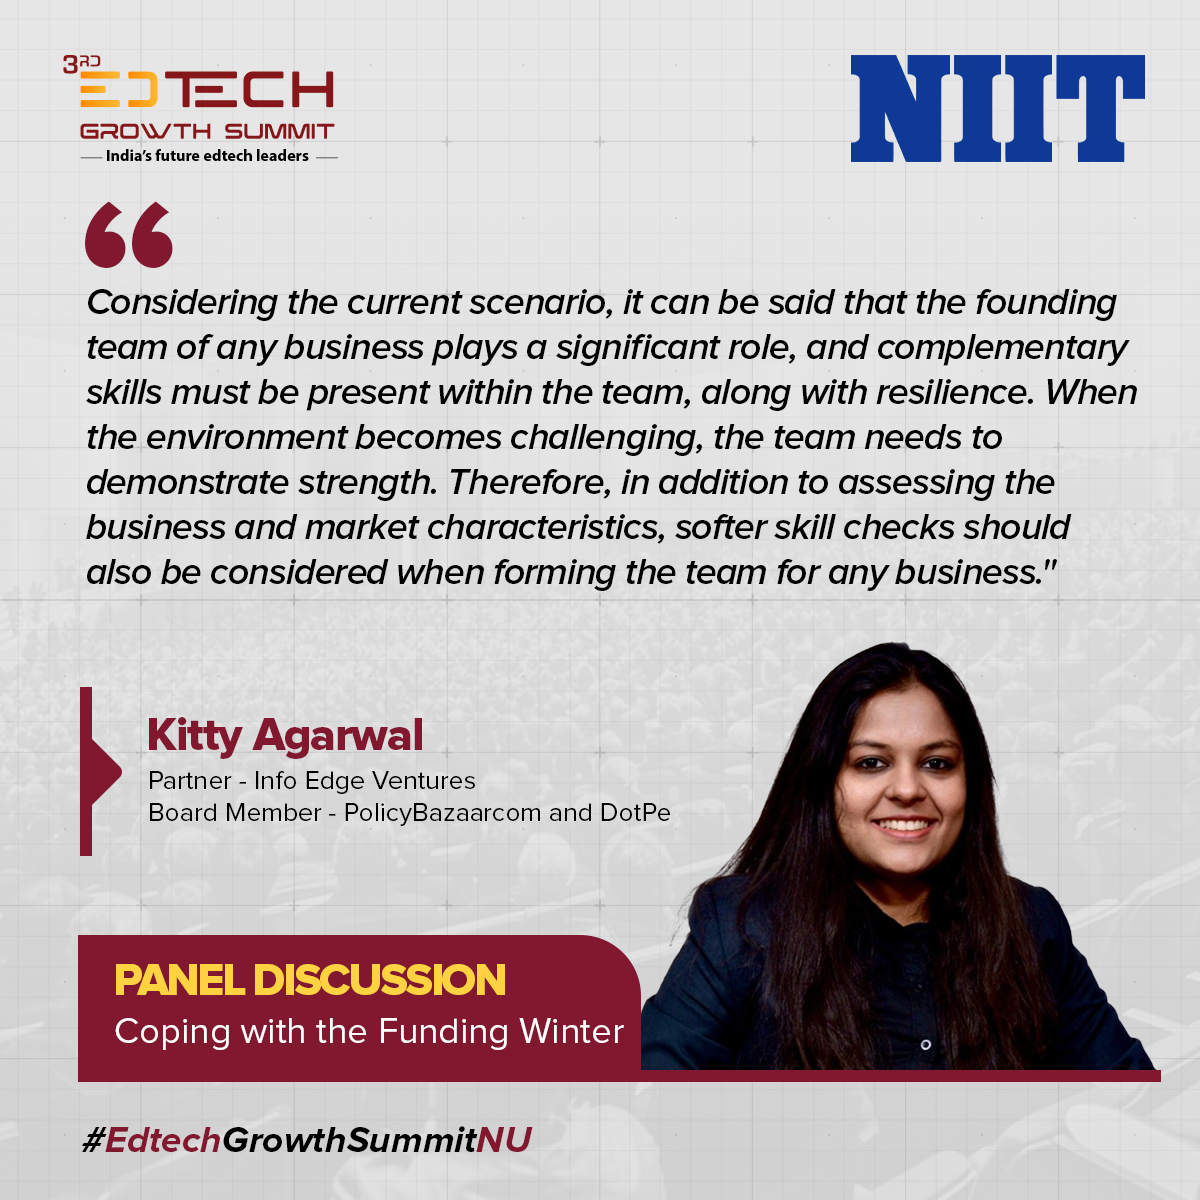 3RD
EDTECH
GROWTH SUMMIT
India's future edtech leaders
NIIT
“
Considering the current scenario, it can be said that the founding
team of any business plays a significant role, and complementary
skills must be present within the team, along with resilience. When
the environment becomes challenging, the team needs to
demonstrate strength. Therefore, in addition to assessing the
business and market characteristics, softer skill checks should
also be considered when forming the team for any business."
Kitty Agarwal
Partner - Info Edge Ventures
Board Member - PolicyBazaarcom and DotPe
PANEL DISCUSSION
Coping with the Funding Winter
#EdtechGrowthSummitNU